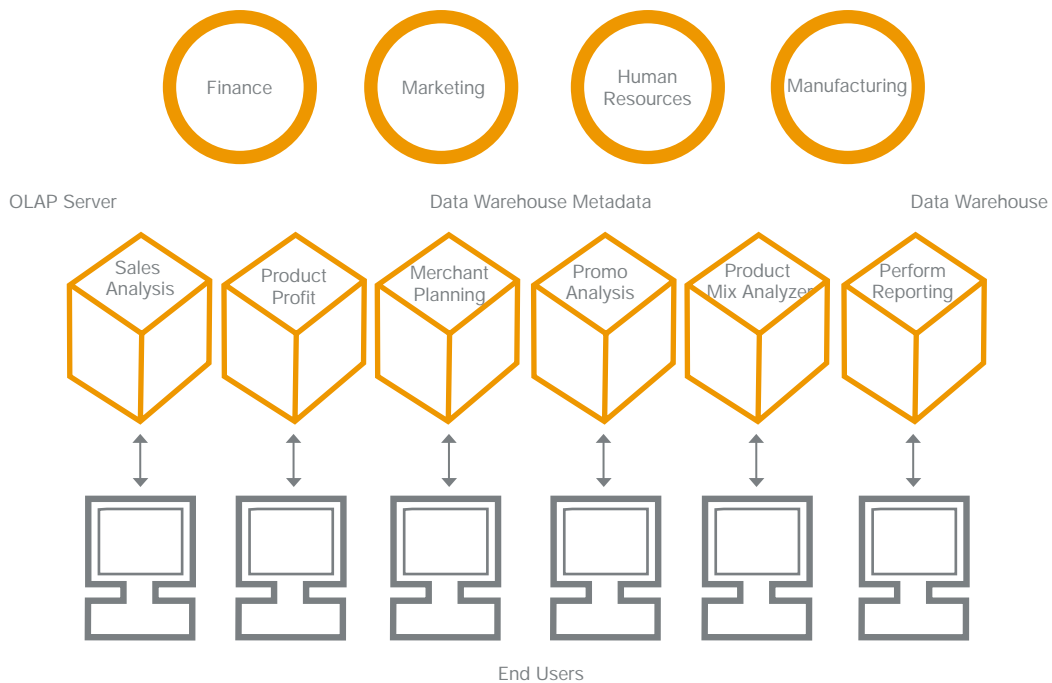 Finance
Marketing
Human
Resources
Manufacturing
OLAP Server
Data Warehouse Metadata
Data Warehouse
Sales
Analysis
Product
Profit
Merchant
Planning
Promo
Analysis
Product
Mix Analyzer
Perform
Reporting
End Users